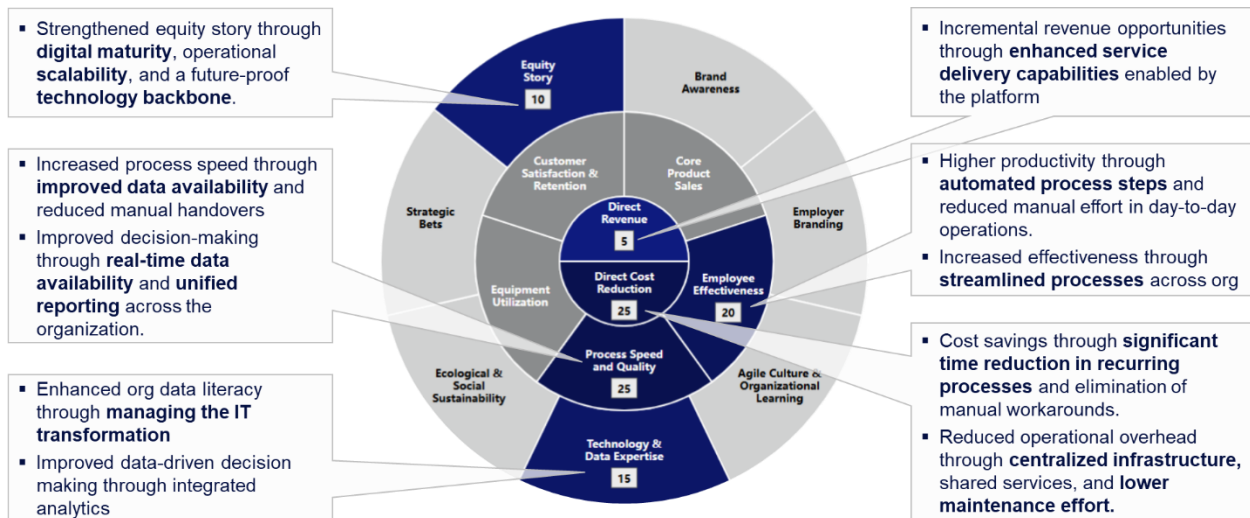 ▪ Strengthened equity story through
digital maturity, operational
scalability, and a future-proof
technology backbone.
▪ Increased process speed through
improved data availability and
reduced manual handovers
▪ Improved decision-making
through real-time data
availability and unified
reporting across the
organization.
▪ Enhanced org data literacy
through managing the IT
transformation
▪ Improved data-driven decision
making through integrated
analytics
Equity
Story
10
Brand
Awareness
Customer
Satisfaction &
Retention
Core
Product
Sales
Strategic
Bets
Direct
Revenue
5
Employer
Branding
Equipment
Utilization
Direct Cost
Reduction
25
Employee
Effectiveness
20
Process Speed
and Quality
25
Ecological &
Social
Sustainability
Agile Culture &
Organizational
Learning
Technology &
Data Expertise
15
▪ Incremental revenue opportunities
through enhanced service
delivery capabilities enabled by
the platform
▪ Higher productivity through
automated process steps and
reduced manual effort in day-to-day
operations.
▪ Increased effectiveness through
streamlined processes across org
▪ Cost savings through significant
time reduction in recurring
processes and elimination of
manual workarounds.
▪ Reduced operational overhead
through centralized infrastructure,
shared services, and lower
maintenance effort.